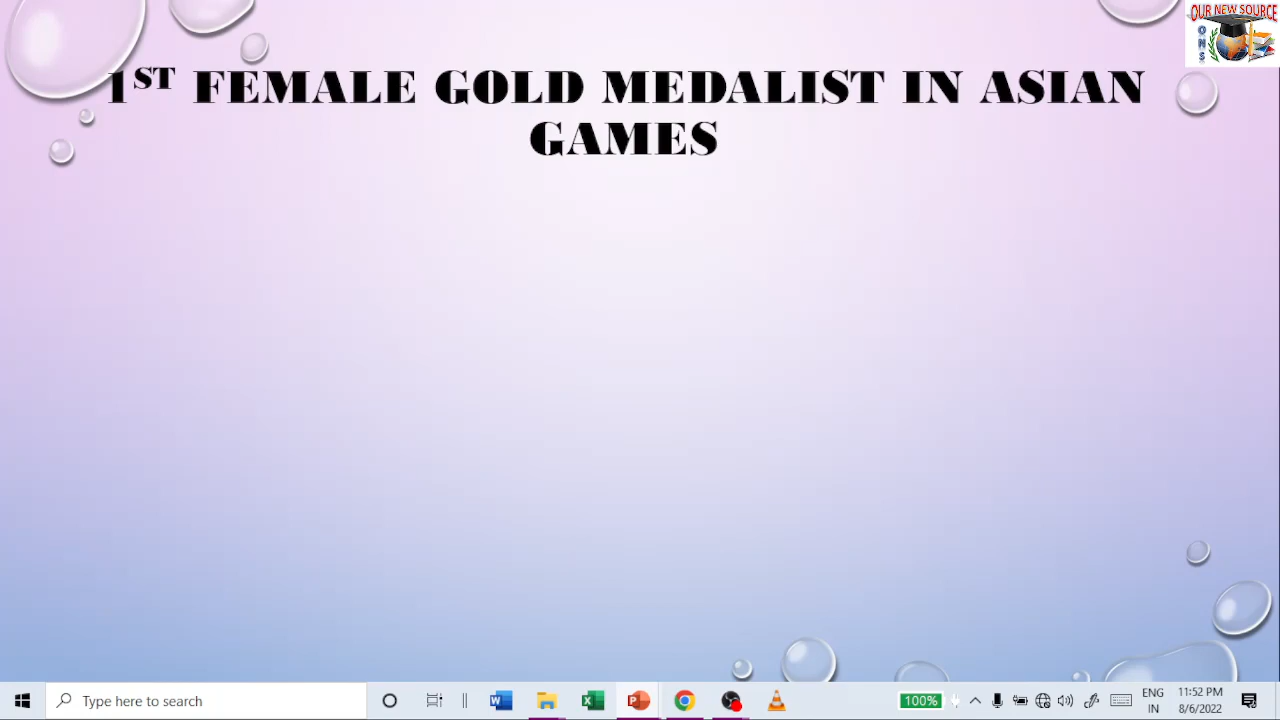 OUR NEW SOURCE
ONS
1ST FEMALE GOLD MEDALIST IN ASIAN
GAMES
Type here to search
100%
ENG
IN
11:52 PM
8/6/2022